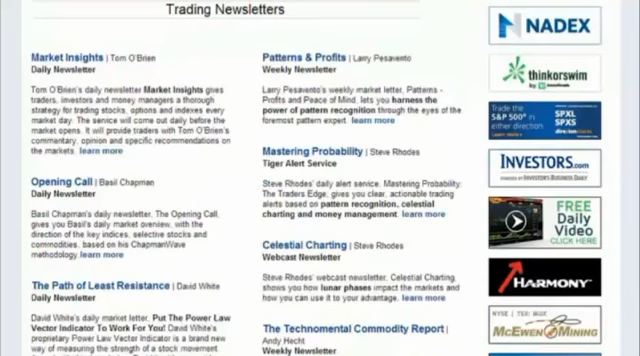 Trading Newsletters
Market Insights | Tom O'Brien
Daily Newsletter
Tom O'Brien's daily newsletter Market Insights gives
traders, investors and money managers a thorough
strategy for trading stocks, options and indexes every
market day. The service will come out daily before the
market opens. It will provide traders with Tom O'Brien's
commentary, opinion and specific recommendations on
the markets. learn more
Opening Call | Basil Chapman
Daily Newsletter
Basil Chapman's daily newsletter, The Opening Call,
gives you Basil's daily market overview, with the
direction of the key indices, selective stocks and
commodities, based on his ChapmanWave
methodology. learn more
The Path of Least Resistance | David White
Daily Newsletter
David White's daily market letter, Put The Power Law
Vector Indicator To Work For You! David White's
proprietary Power Law Vector Indicator is a brand new
way of measuring the strength of a stock movement.
Patterns & Profits | Larry Pesavento
Weekly Newsletter
Larry Pesavento's weekly market letter, Patterns -
Profits and Peace of Mind, lets you harness the
power of pattern recognition through the eyes of the
foremost pattern expert. learn more
Mastering Probability | Steve Rhodes
Tiger Alert Service
Steve Rhodes' daily alert service, Mastering Probability:
The Traders Edge, gives you clear, actionable trading
alerts based on pattern recognition, celestial
charting and money management. learn more
Celestial Charting | Steve Rhodes
Webcast Newsletter
Steve Rhodes' webcast newsletter, Celestial Charting,
shows you how lunar phases impact the markets and
how you can use it to your advantage. learn more
The Technomental Commodity Report |
Andy Hecht
Weekly Newsletter
NADEX
thinkorswim
Trade the
S&P 500®
in either
direction
SPXL
SPXS
INVESTORS.com
POWERED BY INVESTOR'S BUSINESS DAILY
FREE
Daily
Video
CLICK HERE
HARMONY
NYSE | TSX: MUX
MCEWEN MINING